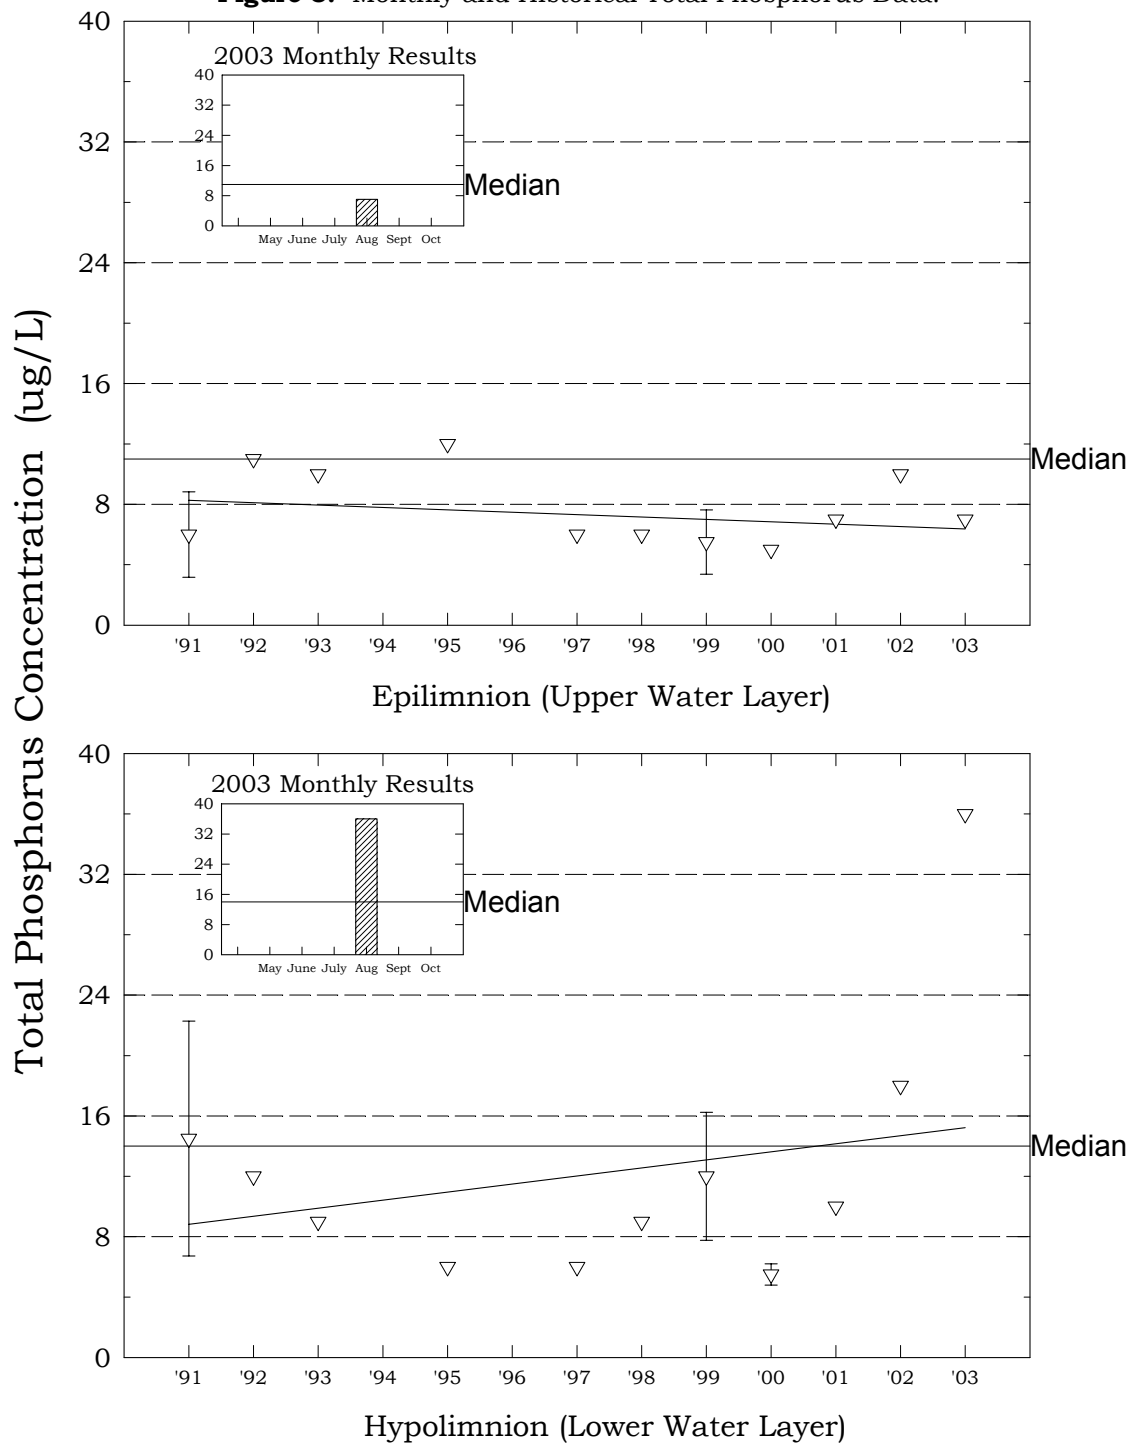 Figure 3. Monthly and Historical Total Phosphorus Data.
Total Phosphorus Concentration (ug/L)
40
32
24
16
8
0
2003 Monthly Results
40
32
24
16
8
0
May June July Aug Sept Oct
Median
Median
'91 '92 '93 '94 '95 '96 '97 '98 '99 '00 '01 '02 '03
Epilimnion (Upper Water Layer)
40
32
24
16
8
0
2003 Monthly Results
40
32
24
16
8
0
May June July Aug Sept Oct
Median
Median
'91 '92 '93 '94 '95 '96 '97 '98 '99 '00 '01 '02 '03
Hypolimnion (Lower Water Layer)